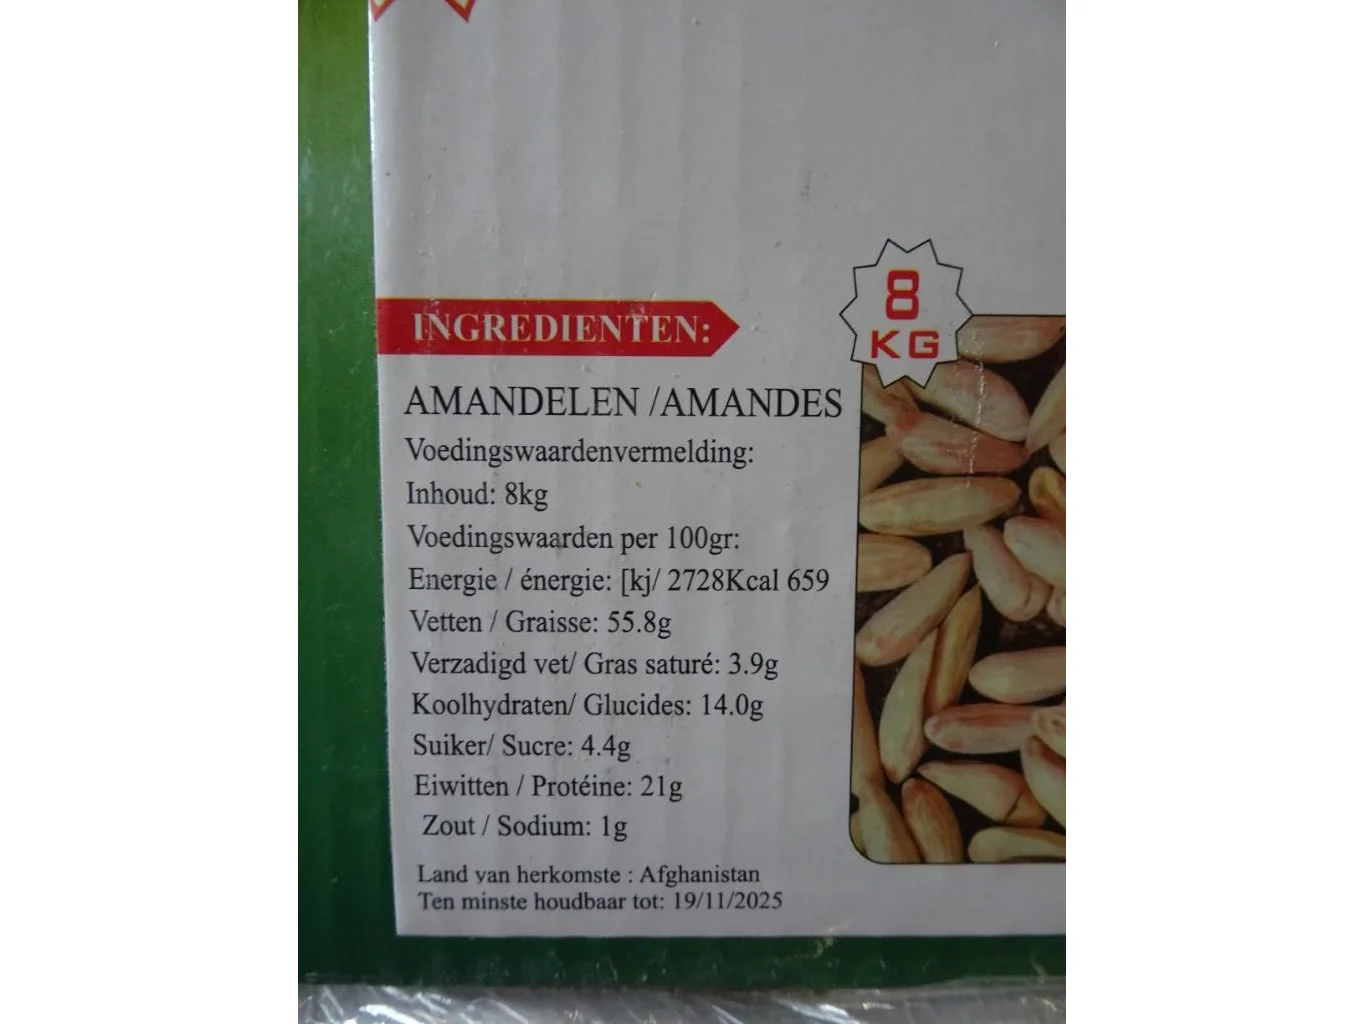 INGREDIENTEN:
8
KG
AMANDELEN /AMANDES
Voedingswaardenvermelding:
Inhoud: 8kg
Voedingswaarden per 100gr:
Energie / énergie: [kj/ 2728Kcal 659
Vetten / Graisse: 55.8g
Verzadigd vet/ Gras saturé: 3.9g
Koolhydraten/ Glucides: 14.0g
Suiker/ Sucre: 4.4g
Eiwitten / Protéine: 21g
Zout / Sodium: 1g
Land van herkomste : Afghanistan
Ten minste houdbaar tot: 19/11/2025